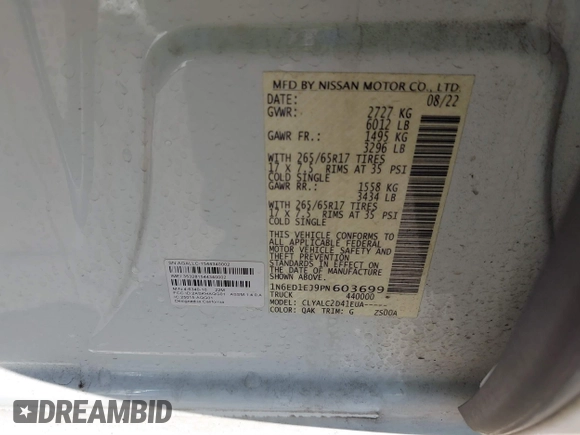 MFD BY NISSAN MOTOR CO., LTD.
DATE: 08/22
GVWR: 2727 KG
6012 LB
GAWR FR.: 1495 KG
3296 LB
WITH 265/65R17 TIRES
17 X 7.5 RIMS AT 35 PSI
COLD SINGLE
GAWR RR.: 1558 KG
3434 LB
WITH 265/65R17 TIRES
17 X 7.5 RIMS AT 35 PSI
COLD SINGLE
THIS VEHICLE CONFORMS TO ALL
APPLICABLE U.S. FEDERAL MOTOR
VEHICLE SAFETY AND
THEFT PREVENTION STANDARDS
IN EFFECT ON THE DATE OF
MANUFACTURE SHOWN ABOVE.
1N6ED1EJ9PN603699
TRUCK 440000
MODEL: CLYALC2D41EUA-----
COLOR: QAK TRIM: G 2500A
DREAMBID